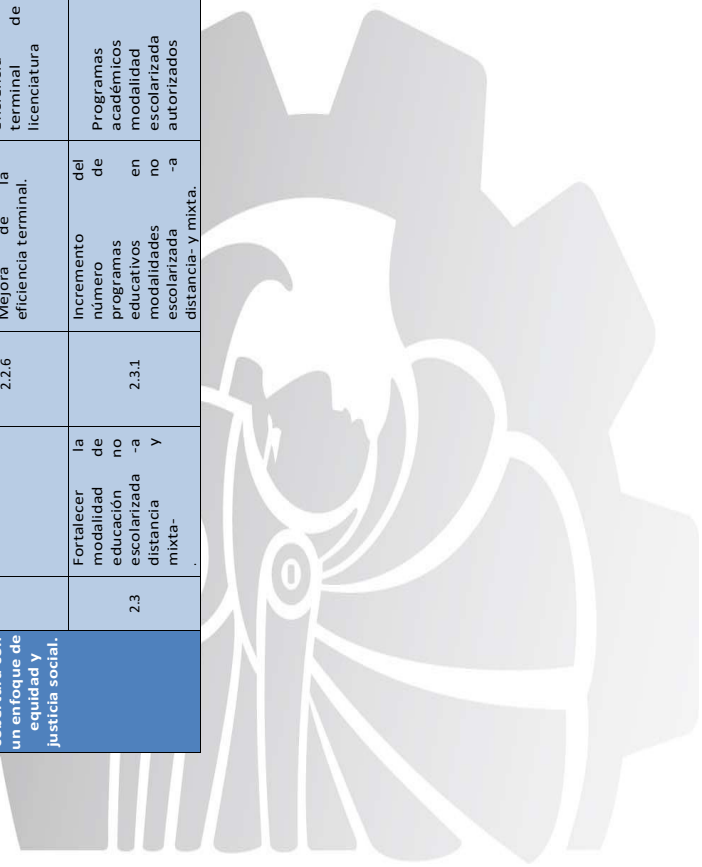 un enfoque de
equidad y
justicia social.
2.2.6
Mejora de la
eficiencia terminal.
terminal de
licenciatura
2.3
Fortalecer la
modalidad de
educación no
escolarizada -a
distancia y
mixta-
.
2.3.1
Incremento del
número de
programas
educativos en
modalidades no
escolarizada -a
distancia- y mixta.
Programas
académicos
modalidad
escolarizada
autorizados